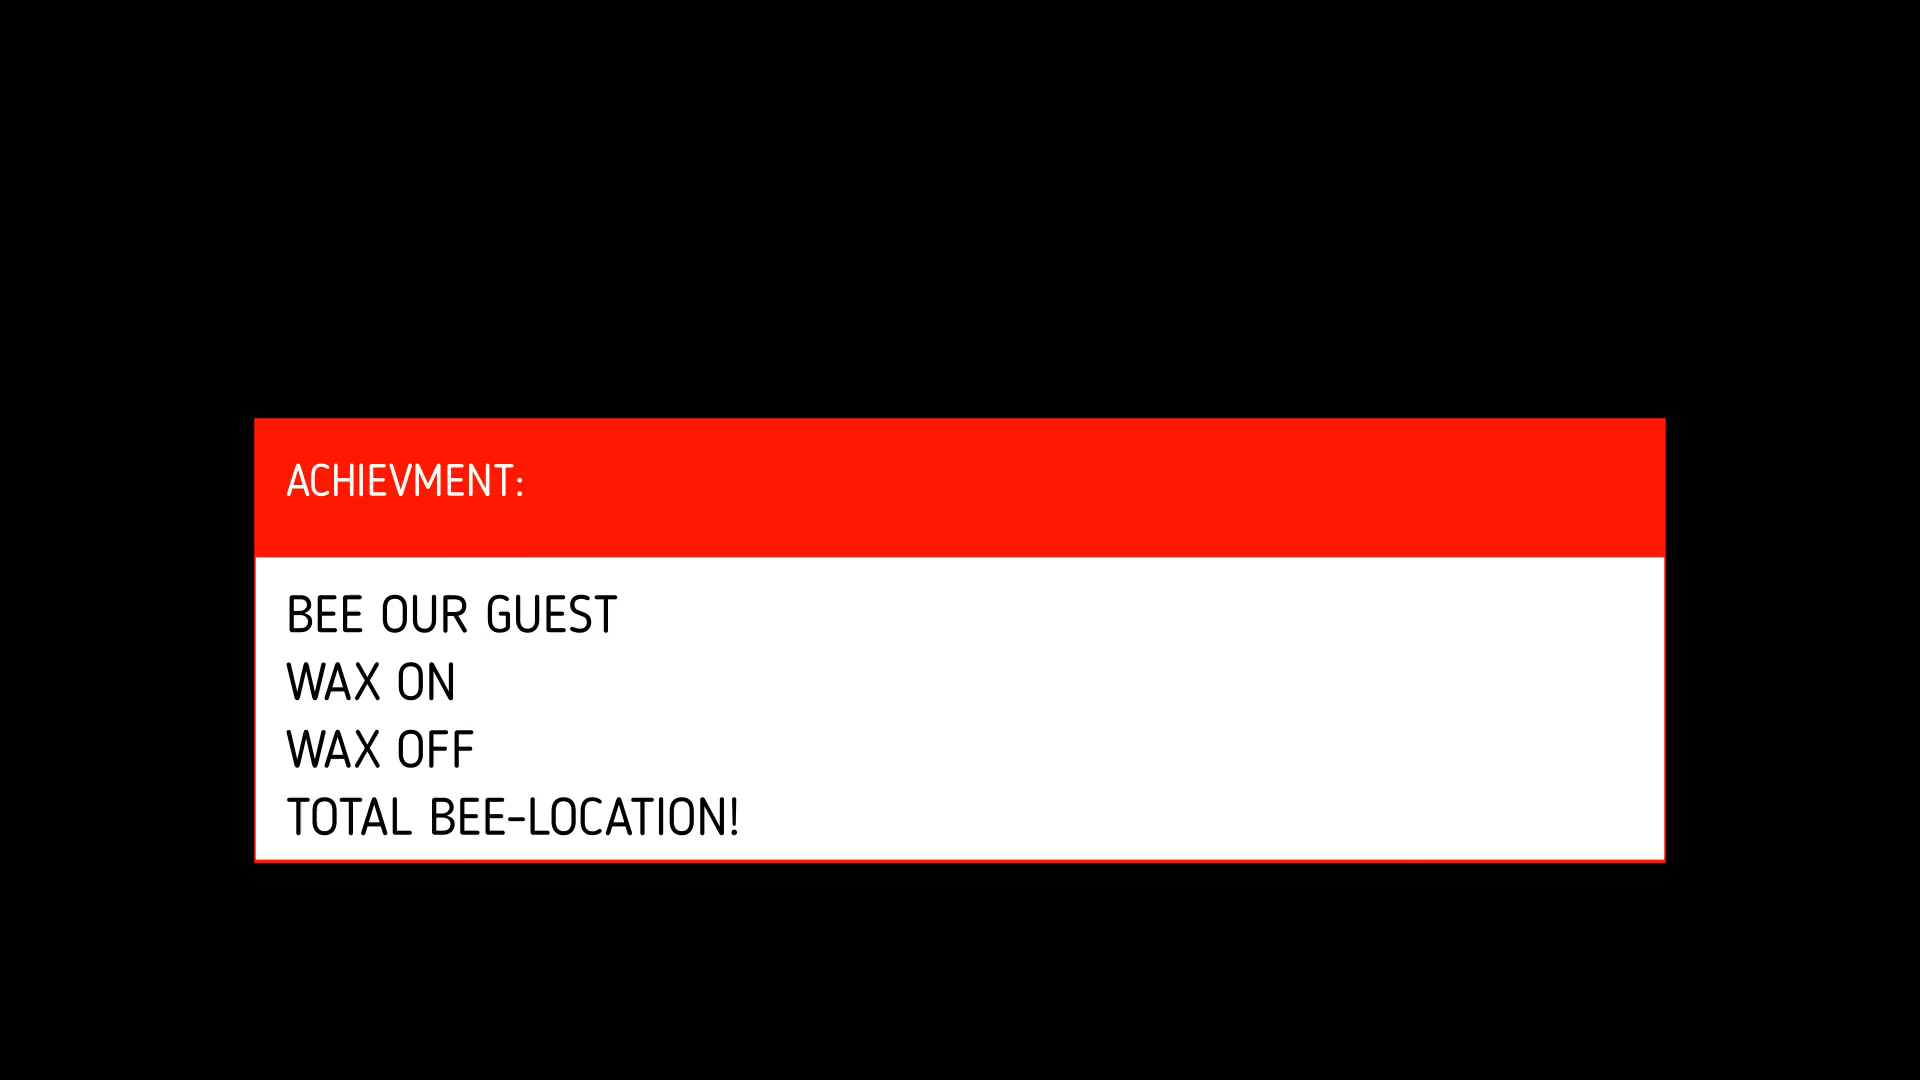 ACHIEVMENT:
BEE OUR GUEST
WAX ON
WAX OFF
TOTAL BEE-LOCATION!